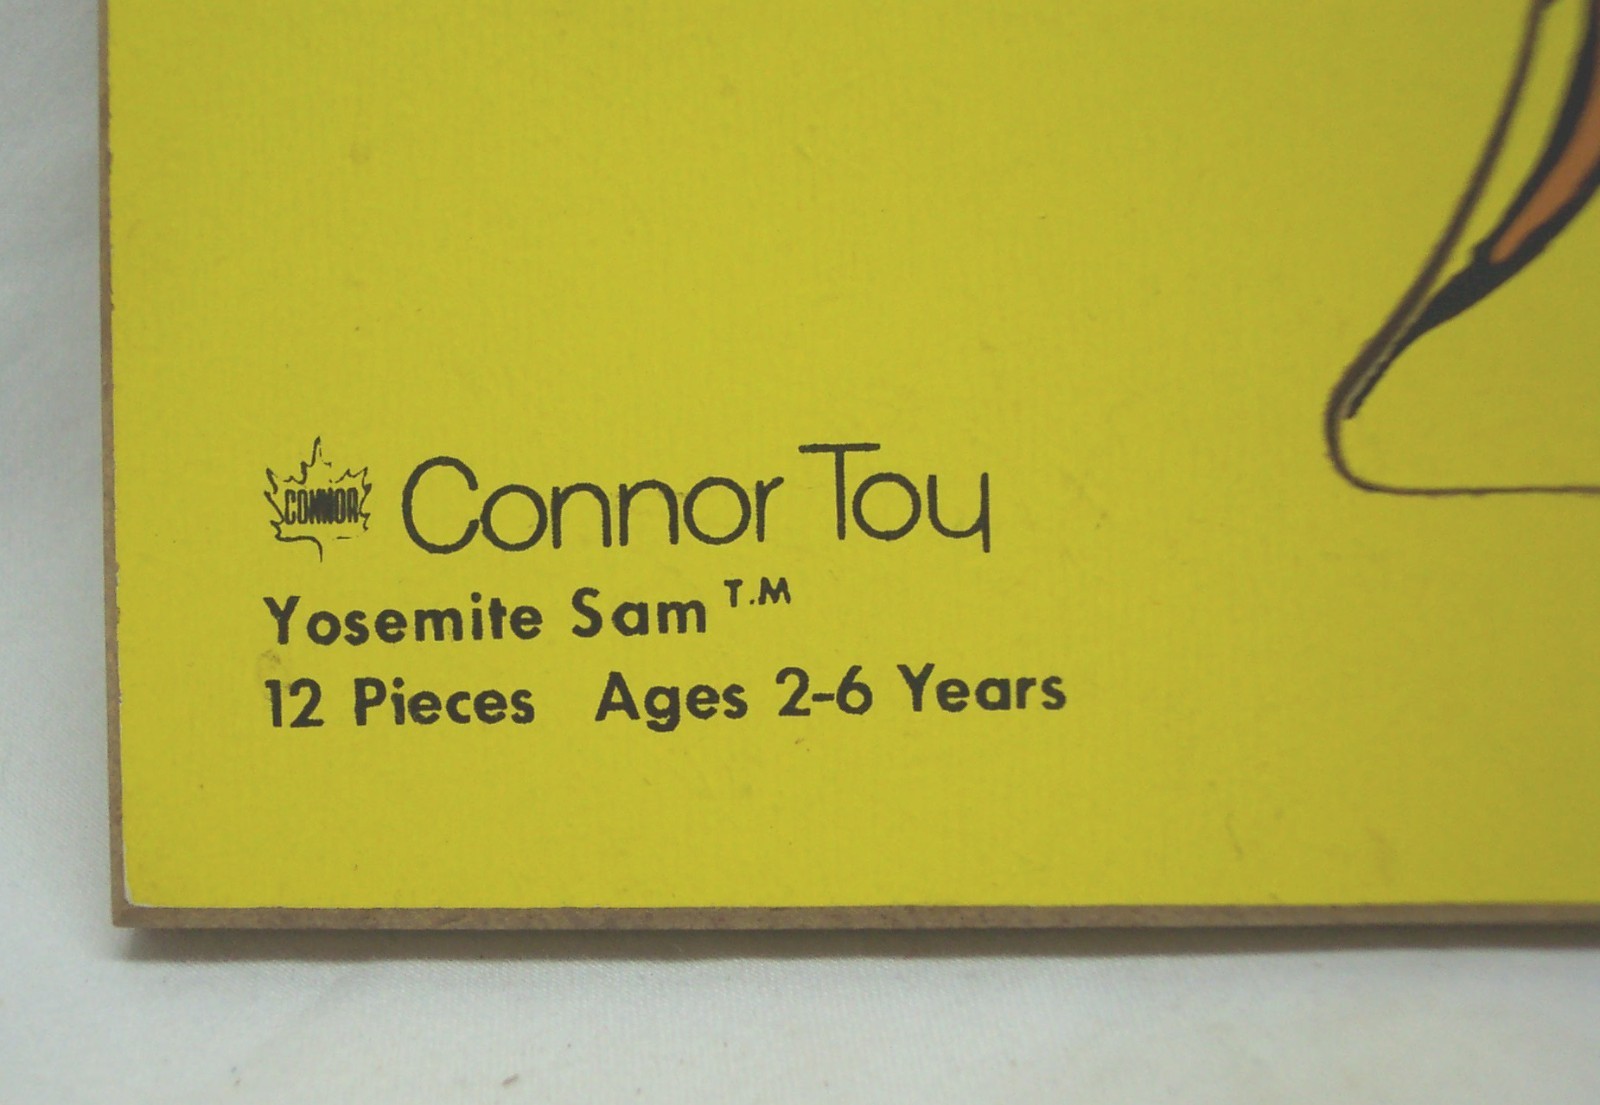 CONNOR Connor Toy
Yosemite Sam T.M
12 Pieces Ages 2-6 Years